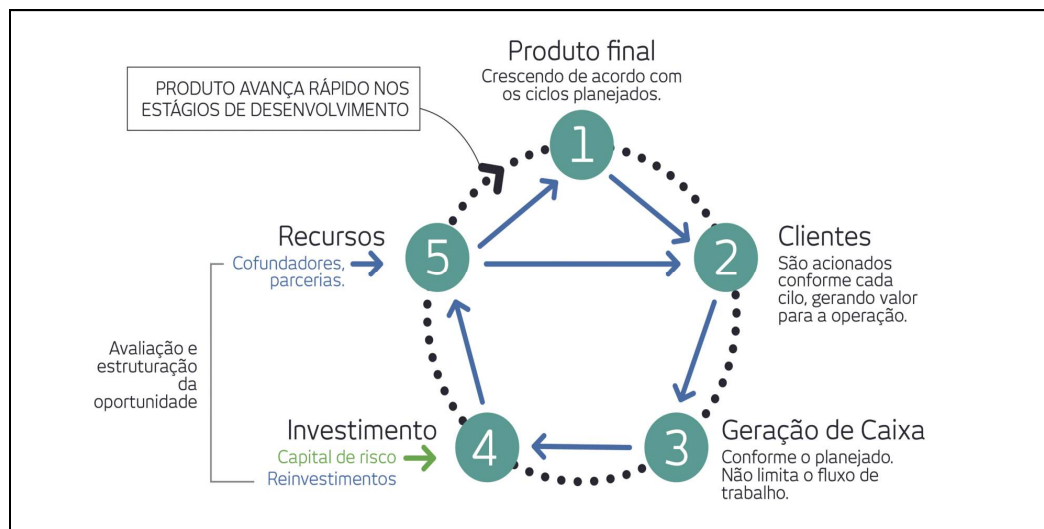 Produto final
Crescendo de acordo com
os ciclos planejados.
PRODUTO AVANÇA RÁPIDO NOS
ESTÁGIOS DE DESENVOLVIMENTO
1
Recursos
Cofundadores,
parcerias.
5
2
Clientes
São acionados
conforme cada
cilo, gerando valor
para a operação.
Avaliação e
estruturação
da
oportunidade
Investimento
Capital de risco
Reinvestimentos
4
3
Geração de Caixa
Conforme o planejado.
Não limita o fluxo de
trabalho.